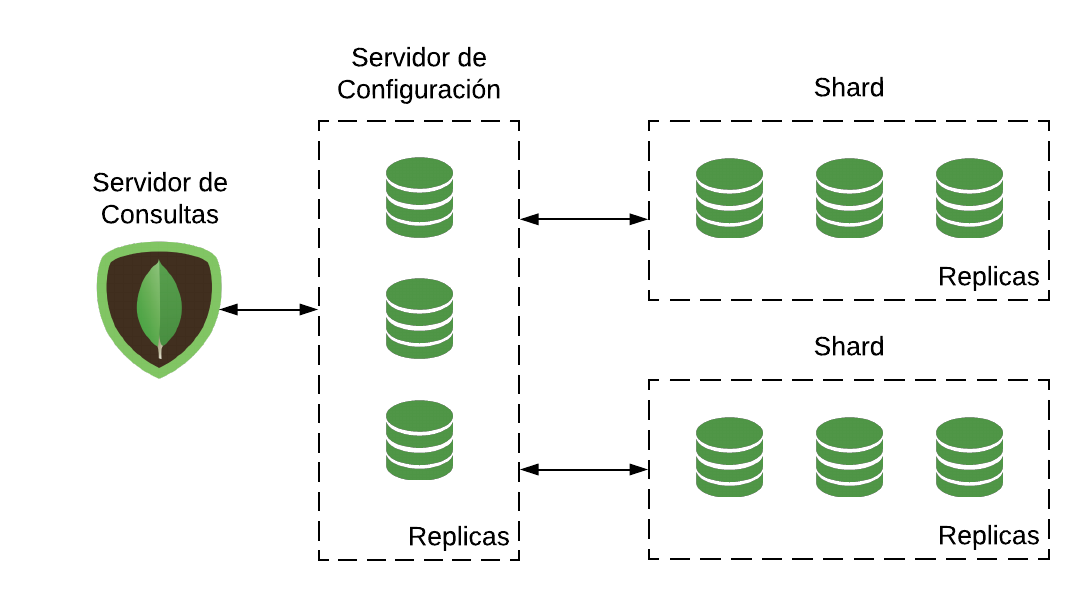 Servidor de
Consultas
Servidor de
Configuración
Replicas
Shard
Replicas
Shard
Replicas